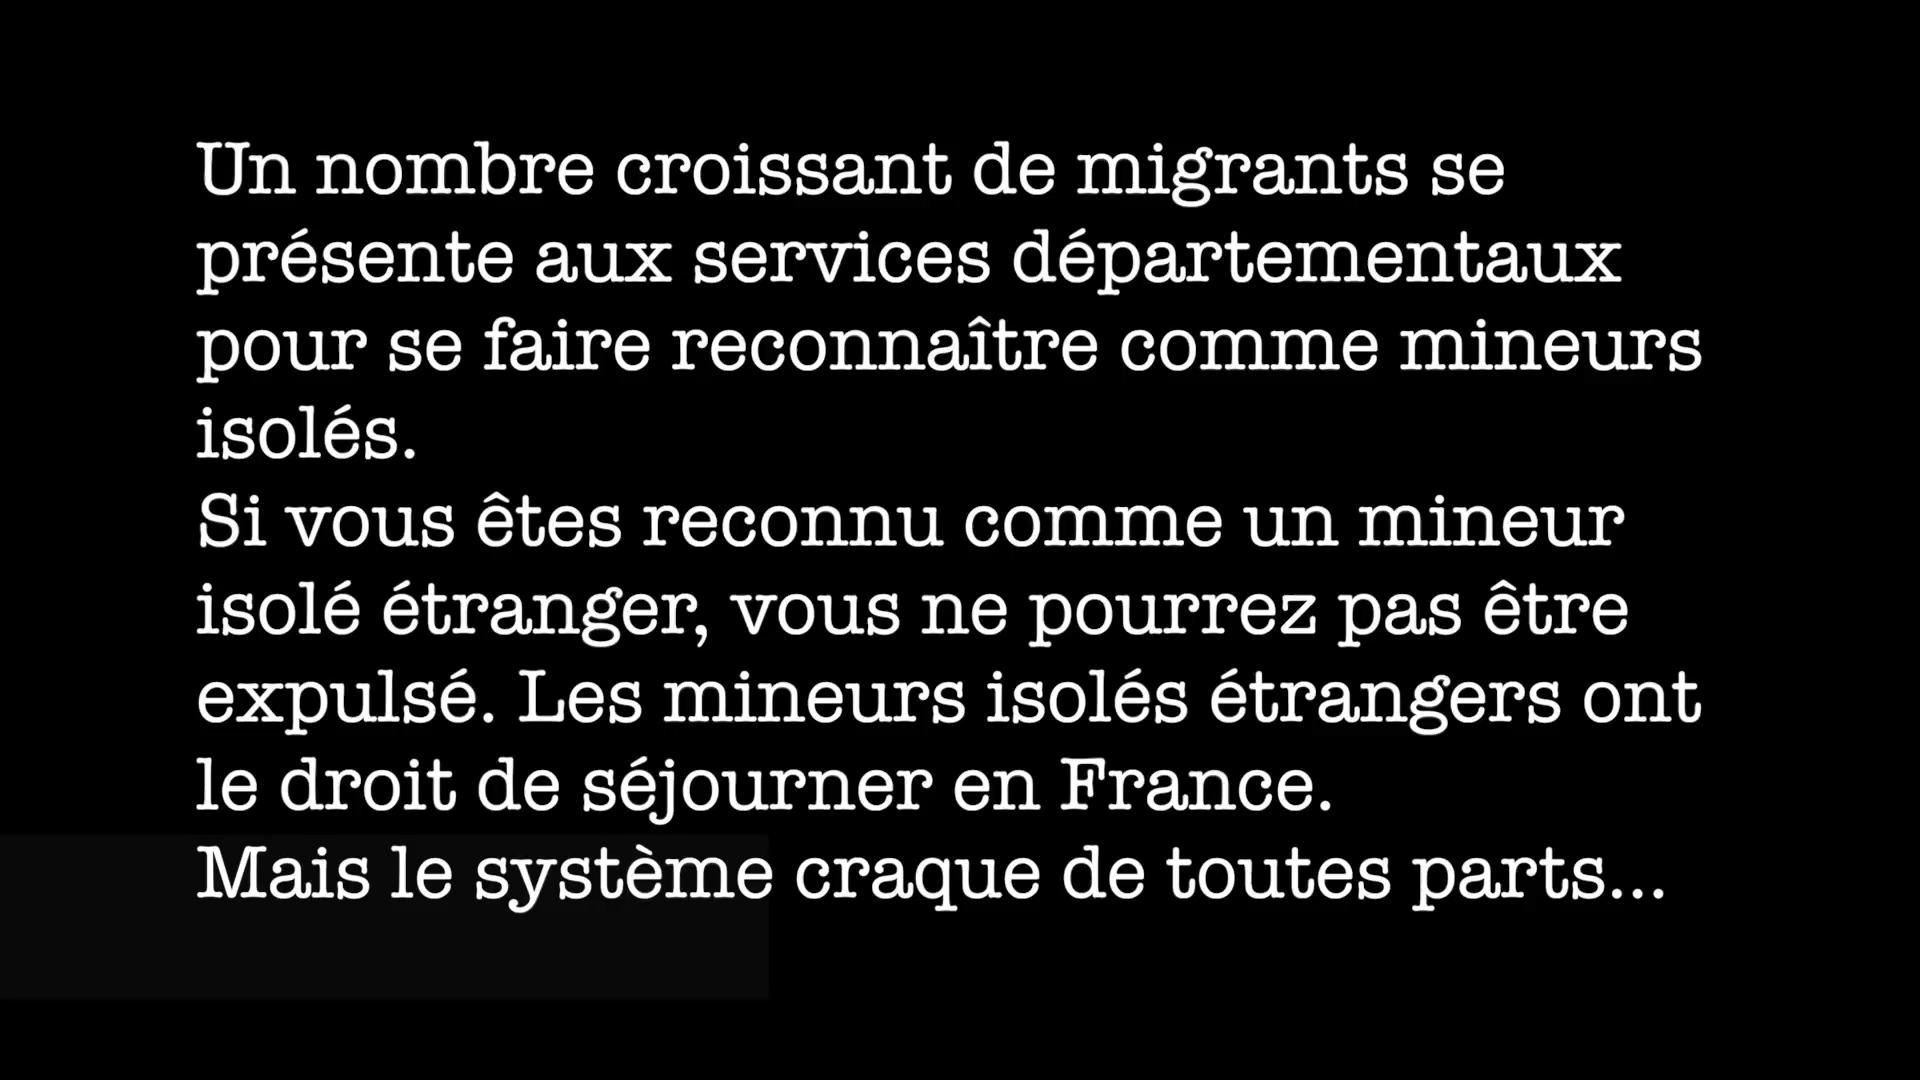 Un nombre croissant de migrants se
présente aux services départementaux
pour se faire reconnaître comme mineurs
isolés.
Si vous êtes reconnu comme un mineur
isolé étranger, vous ne pourrez pas être
expulsé. Les mineurs isolés étrangers ont
le droit de séjourner en France.
Mais le système craque de toutes parts...